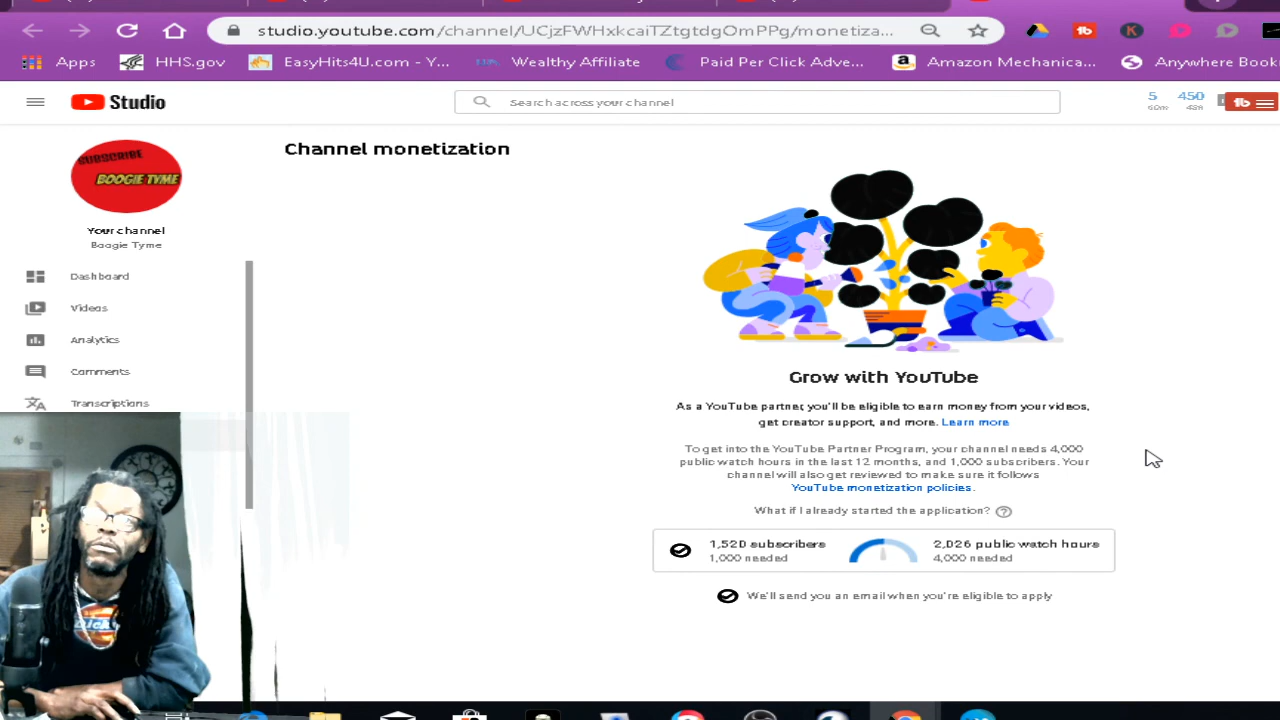 studio.youtube.com/channel/UCjzFWHxkcaiTZtgtdgOmPPg/monetiza...
Apps HHS.gov EasyHits4U.com - Y... Wealthy Affiliate Paid Per Click Adve... Amazon Mechanica... Anywhere Book
Studio
Search across your channel
5 450
60m 48h
SUBSCRIBE
BOOGIE TYME
Channel monetization
Your channel
Boogie Tyme
Dashboard
Videos
Analytics
Comments
Transcriptions
Grow with YouTube
As a YouTube partner, you'll be eligible to earn money from your videos,
get creator support, and more. Learn more
To get into the YouTube Partner Program, your channel needs 4,000
public watch hours in the last 12 months, and 1,000 subscribers. Your
channel will also get reviewed to make sure it follows
YouTube monetization policies.
What if I already started the application?
1,520 subscribers
1,000 needed
2,026 public watch hours
4,000 needed
We'll send you an email when you're eligible to apply